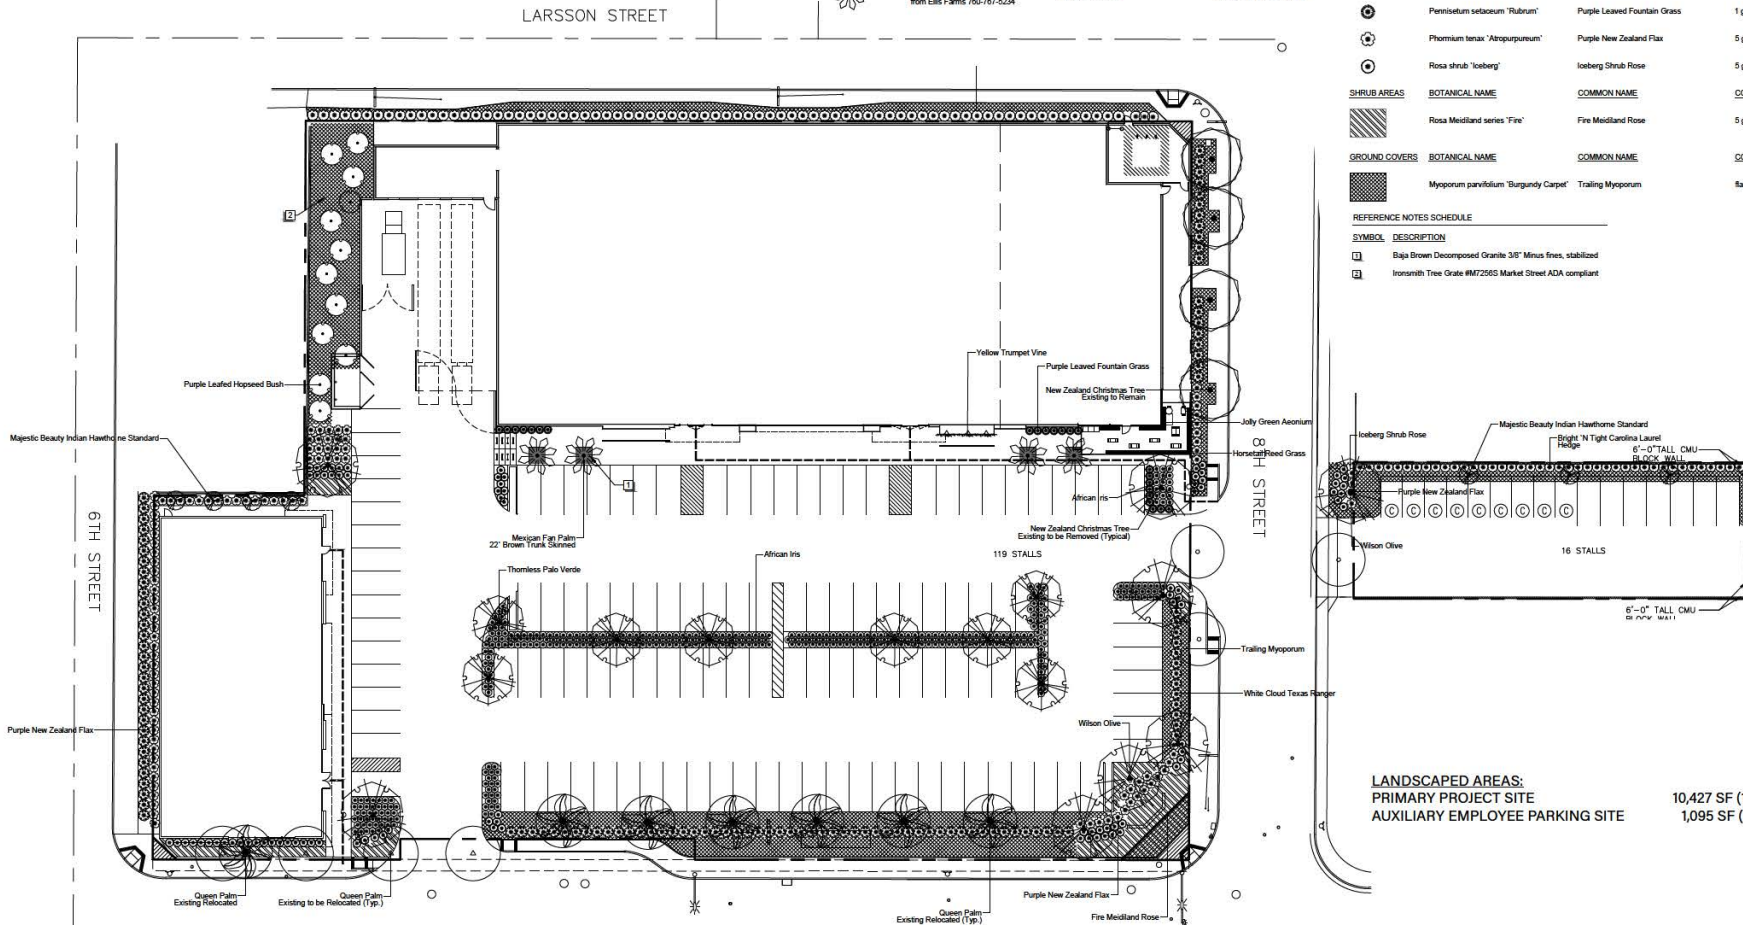 LARSSON STREET
from Ellis Farms 760-767-5234
Pennisetum setaceum 'Rubrum' Purple Leaved Fountain Grass 1 g
Phormium tenax 'Atropurpureum' Purple New Zealand Flax 5 g
Rosa shrub 'Iceberg' Iceberg Shrub Rose 5 g
SHRUB AREAS BOTANICAL NAME COMMON NAME CO
Rosa Meidiland series 'Fire' Fire Meidiland Rose 5 g
GROUND COVERS BOTANICAL NAME COMMON NAME CO
Myoporum parvifolium 'Burgundy Carpet' Trailing Myoporum fla
REFERENCE NOTES SCHEDULE
SYMBOL DESCRIPTION
1 Baja Brown Decomposed Granite 3/8" Minus fines, stabilized
2 Ironsmith Tree Grate #M7256S Market Street ADA compliant
2
Yellow Trumpet Vine
Purple Leaved Fountain Grass
Purple Leafed Hopseed Bush
New Zealand Christmas Tree
Existing to Remain
Jolly Green Aeonium
Majestic Beauty Indian Hawthorne Standard
Horsetail Reed Grass
8TH STREET
Iceberg Shrub Rose
Majestic Beauty Indian Hawthorne Standard
Bright 'N Tight Carolina Laurel
Hedge
6'-0" TALL CMU
BLOCK WALL
1
African Iris
Purple New Zealand Flax
C C C C C C C C C
6TH STREET
New Zealand Christmas Tree
Existing to be Removed (Typical)
Mexican Fan Palm
22' Brown Trunk Skinned
African Iris
119 STALLS
Wilson Olive
16 STALLS
Thornless Palo Verde
6'-0" TALL CMU
BLOCK WALL
Trailing Myoporum
White Cloud Texas Ranger
Purple New Zealand Flax
Wilson Olive
LANDSCAPED AREAS:
PRIMARY PROJECT SITE 10,427 SF (1
AUXILIARY EMPLOYEE PARKING SITE 1,095 SF (
Queen Palm
Existing Relocated
Queen Palm
Existing to be Relocated (Typ.)
Queen Palm
Existing Relocated (Typ.)
Purple New Zealand Flax
Fire Meidiland Rose